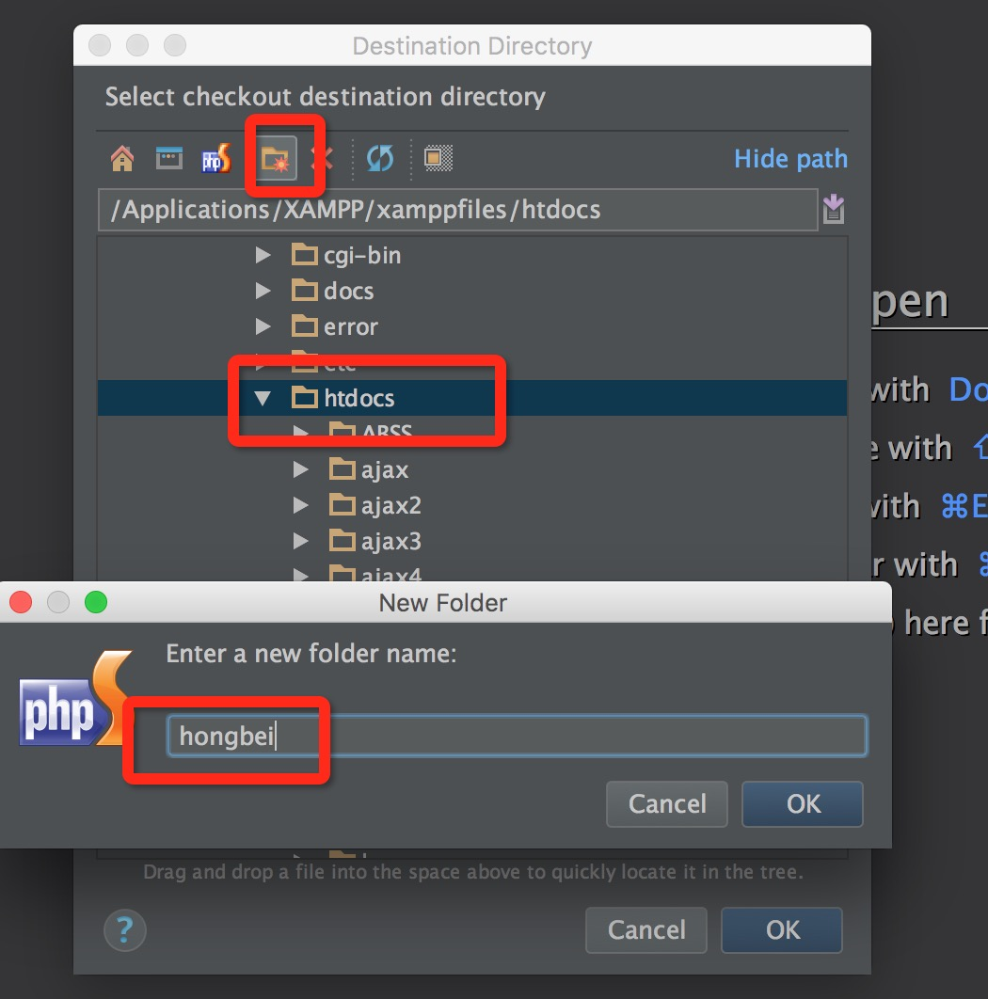 Destination Directory
Select checkout destination directory
php
Hide path
/Applications/XAMPP/xamppfiles/htdocs
cgi-bin
docs
error
etc
htdocs
ABSS
ajax
ajax2
ajax3
ajax4
pen
with Do
e with ⇧
with ⌘E
r with ⌘
here f
New Folder
Enter a new folder name:
php
hongbei
Cancel
OK
Drag and drop a file into the space above to quickly locate it in the tree.
?
Cancel
OK